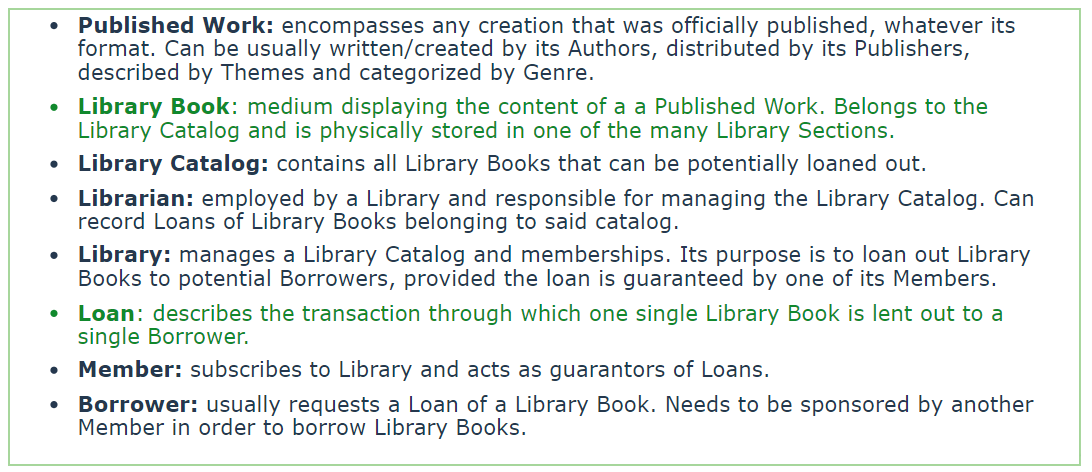 • Published Work: encompasses any creation that was officially published, whatever its
format. Can be usually written/created by its Authors, distributed by its Publishers,
described by Themes and categorized by Genre.
• Library Book: medium displaying the content of a a Published Work. Belongs to the
Library Catalog and is physically stored in one of the many Library Sections.
• Library Catalog: contains all Library Books that can be potentially loaned out.
• Librarian: employed by a Library and responsible for managing the Library Catalog. Can
record Loans of Library Books belonging to said catalog.
• Library: manages a Library Catalog and memberships. Its purpose is to loan out Library
Books to potential Borrowers, provided the loan is guaranteed by one of its Members.
• Loan: describes the transaction through which one single Library Book is lent out to a
single Borrower.
• Member: subscribes to Library and acts as guarantors of Loans.
• Borrower: usually requests a Loan of a Library Book. Needs to be sponsored by another
Member in order to borrow Library Books.